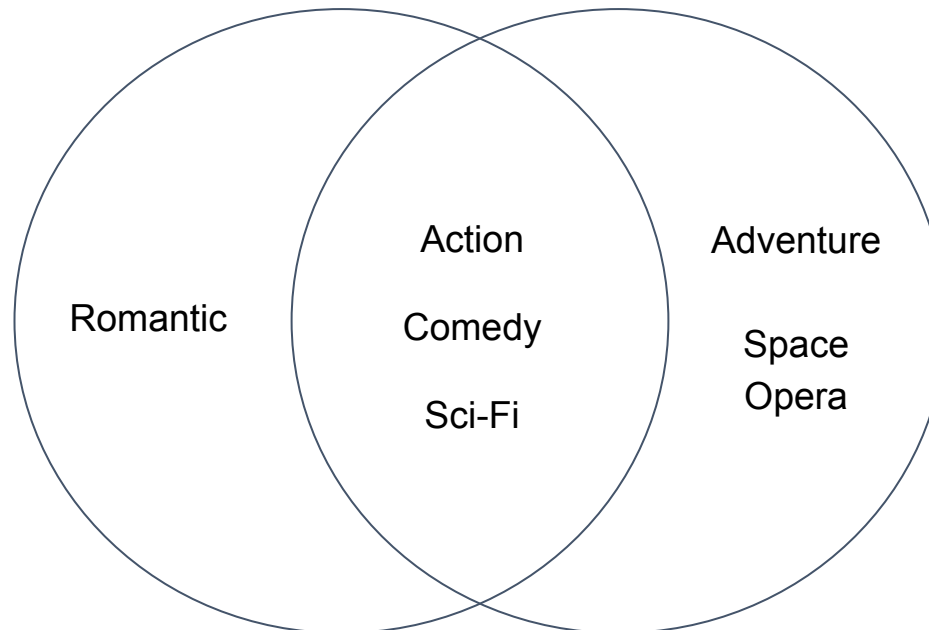 Romantic
Action
Comedy
Sci-Fi
Adventure
Space
Opera